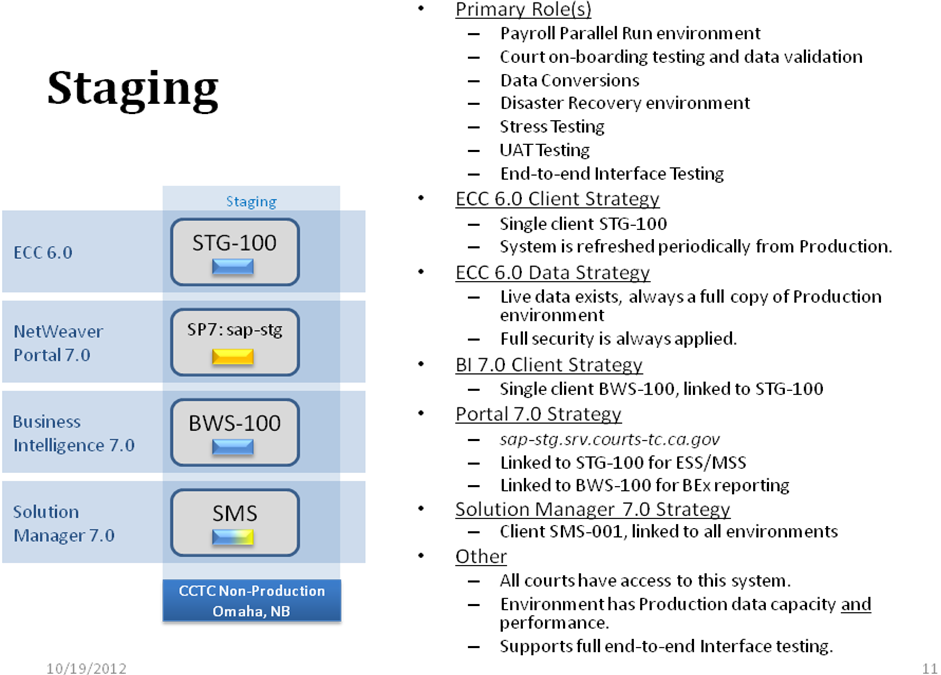 Staging
Staging
ECC 6.0
STG-100
NetWeaver
Portal 7.0
SP7: sap-stg
Business
Intelligence 7.0
BWS-100
Solution
Manager 7.0
SMS
CCTC Non-Production
Omaha, NB
• Primary Role(s)
– Payroll Parallel Run environment
– Court on-boarding testing and data validation
– Data Conversions
– Disaster Recovery environment
– Stress Testing
– UAT Testing
– End-to-end Interface Testing
• ECC 6.0 Client Strategy
– Single client STG-100
– System is refreshed periodically from Production.
• ECC 6.0 Data Strategy
– Live data exists, always a full copy of Production
environment
– Full security is always applied.
• BI 7.0 Client Strategy
– Single client BWS-100, linked to STG-100
• Portal 7.0 Strategy
– sap-stg.srv.courts-tc.ca.gov
– Linked to STG-100 for ESS/MSS
– Linked to BWS-100 for BEx reporting
• Solution Manager 7.0 Strategy
– Client SMS-001, linked to all environments
• Other
– All courts have access to this system.
– Environment has Production data capacity and
performance.
– Supports full end-to-end Interface testing.
10/19/2012
11